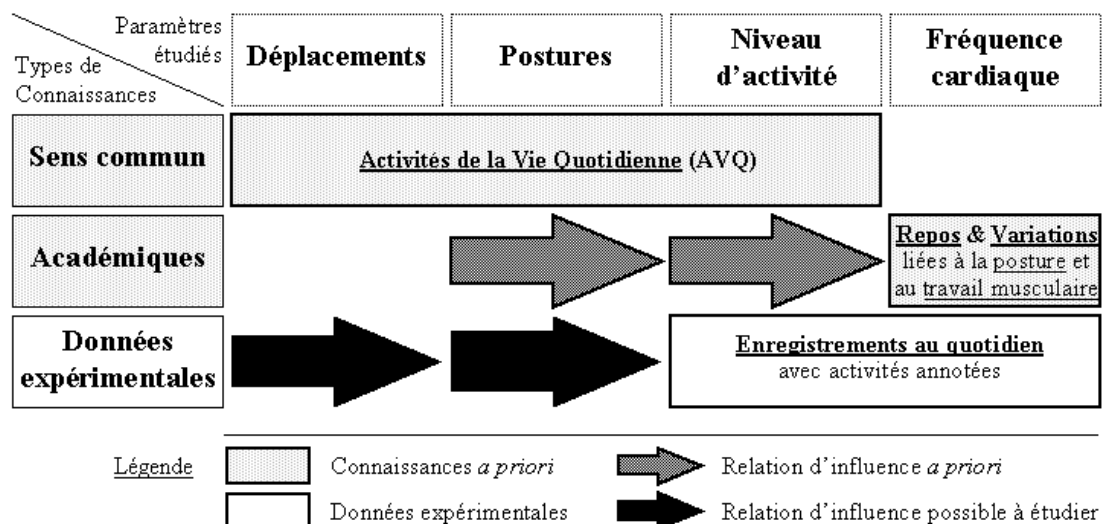 Paramètres
étudiés
Types de
Connaissances
Déplacements
Postures
Niveau
d’activité
Fréquence
cardiaque
Sens commun
Activités de la Vie Quotidienne (AVQ)
Académiques
Repos & Variations
liées à la posture et
au travail musculaire
Données
expérimentales
Enregistrements au quotidien
avec activités annotées
Légende
Connaissances a priori
Relation d’influence a priori
Données expérimentales
Relation d’influence possible à étudier